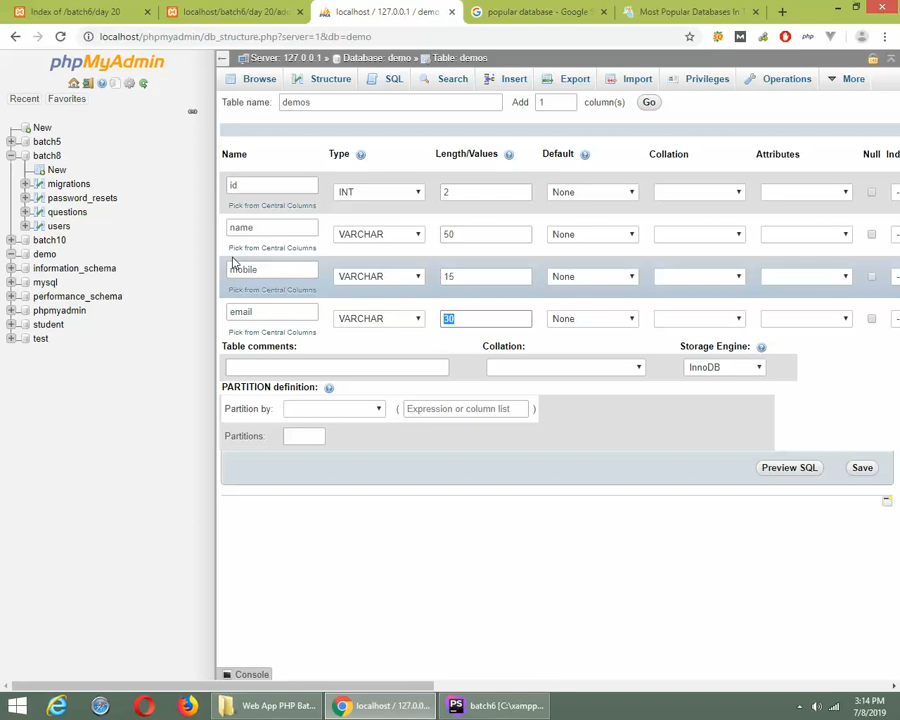 Index of /batch6/day 20
localhost/batch6/day 20/add
localhost / 127.0.0.1 / demo
popular database - Google S
Most Popular Databases In T
localhost/phpmyadmin/db_structure.php?server=1&db=demo
phpMyAdmin
Recent
Favorites
New
batch5
batch8
New
migrations
password_resets
questions
users
batch10
demo
information_schema
mysql
performance_schema
phpmyadmin
student
test
Server: 127.0.0.1 » Database: demo » Table: demos
Browse Structure SQL Search Insert Export Import Privileges Operations More
Table name: demos Add 1 column(s) Go
Name Type Length/Values Default Collation Attributes Null Ind
id INT 2 None
Pick from Central Columns
name VARCHAR 50 None
Pick from Central Columns
mobile VARCHAR 15 None
Pick from Central Columns
email VARCHAR 30 None
Pick from Central Columns
Table comments: Collation: Storage Engine:
InnoDB
PARTITION definition:
Partition by: ( Expression or column list )
Partitions:
Preview SQL Save
Console
Web App PHP Bat...
localhost / 127.0.0....
batch6 [C:\xampp...
3:14 PM
7/8/2019